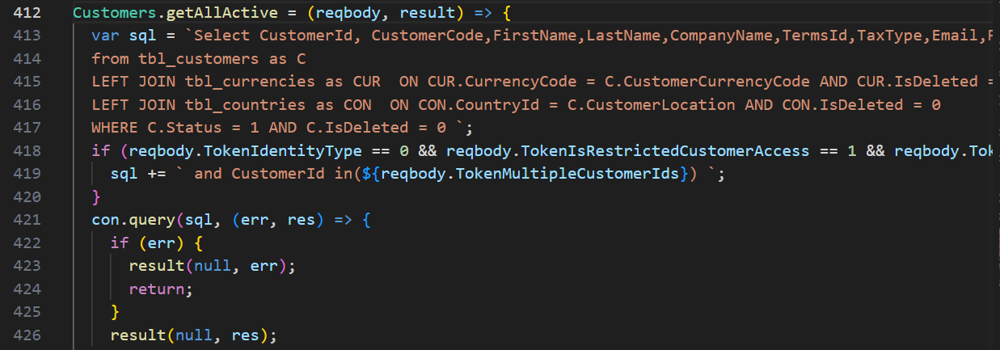 412 Customers.getAllActive = (reqbody, result) => {
413 var sql = `Select CustomerId, CustomerCode,FirstName,LastName,CompanyName,TermsId,TaxType,Email,
414 from tbl_customers as C
415 LEFT JOIN tbl_currencies as CUR  ON CUR.CurrencyCode = C.CustomerCurrencyCode AND CUR.IsDeleted =
416 LEFT JOIN tbl_countries as CON  ON CON.CountryId = C.CustomerLocation AND CON.IsDeleted = 0
417 WHERE C.Status = 1 AND C.IsDeleted = 0 `;
418 if (reqbody.TokenIdentityType == 0 && reqbody.TokenIsRestrictedCustomerAccess == 1 && reqbody.Tok
419 sql += ` and CustomerId in(${reqbody.TokenMultipleCustomerIds}) `;
420 }
421 con.query(sql, (err, res) => {
422 if (err) {
423 result(null, err);
424 return;
425 }
426 result(null, res);